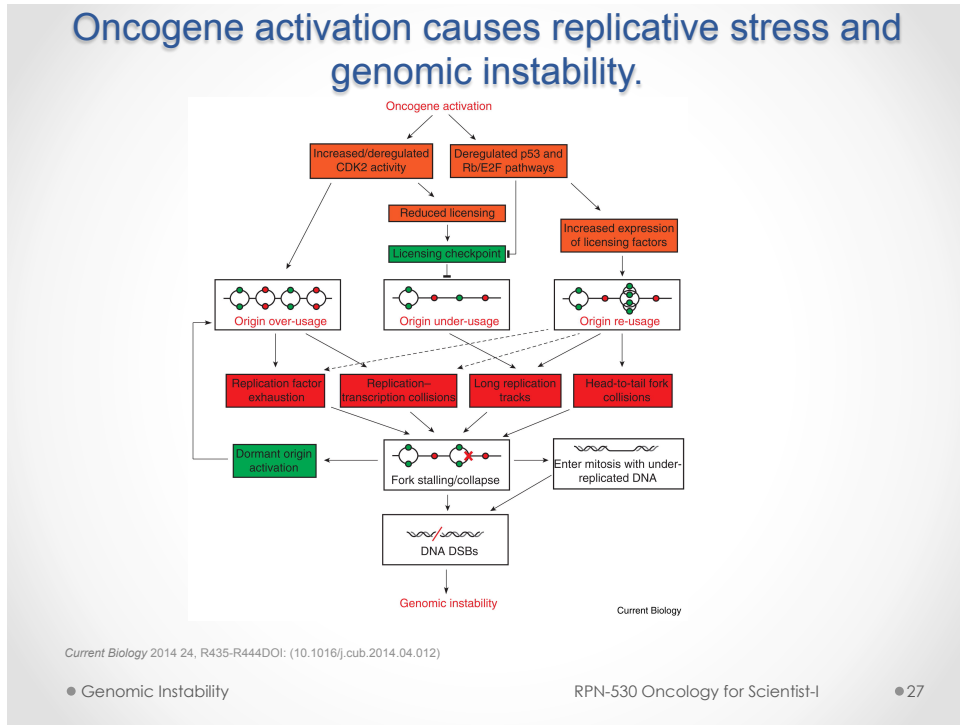 Oncogene activation causes replicative stress and
genomic instability.
Oncogene activation
Increased/deregulated
CDK2 activity
Deregulated p53 and
Rb/E2F pathways
Reduced licensing
Increased expression
of licensing factors
Licensing checkpoint
Origin over-usage
Origin under-usage
Origin re-usage
Replication factor
exhaustion
Replication–
transcription collisions
Long replication
tracks
Head-to-tail fork
collisions
Dormant origin
activation
Fork stalling/collapse
Enter mitosis with under-
replicated DNA
DNA DSBs
Genomic instability
Current Biology
Current Biology 2014 24, R435-R444DOI: (10.1016/j.cub.2014.04.012)
Genomic Instability
RPN-530 Oncology for Scientist-I
27